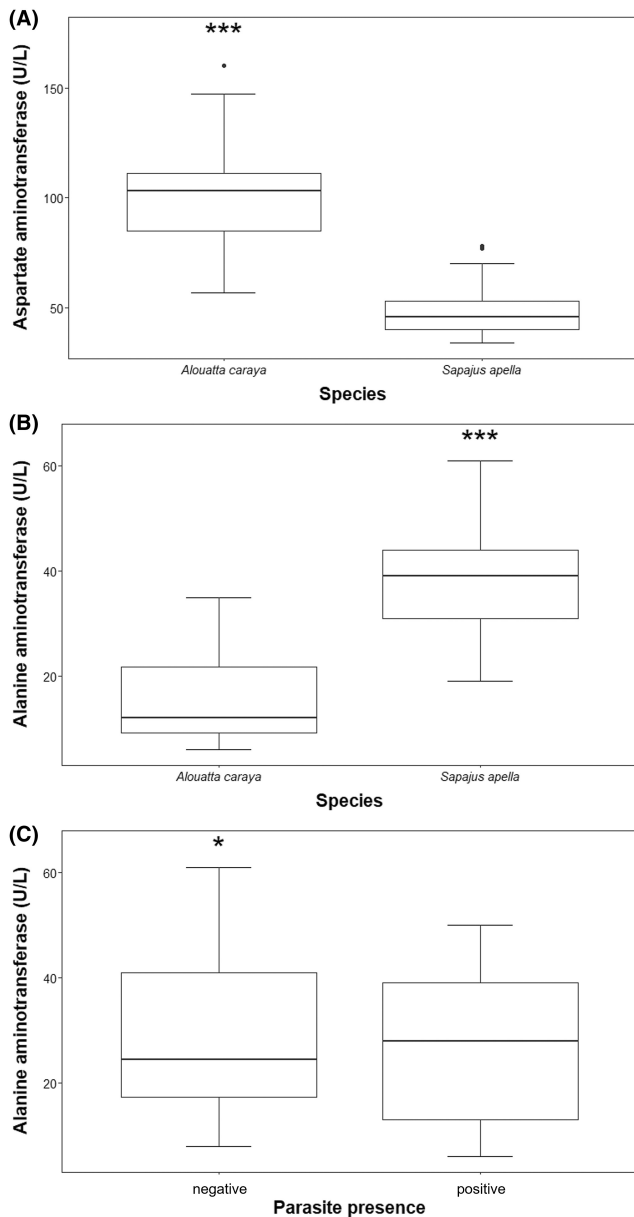 (A)
***
Aspartate aminotransferase (U/L)
150
100
50
Alouatta caraya
Sapajus apella
Species
(B)
***
Alanine aminotransferase (U/L)
60
40
20
Alouatta caraya
Sapajus apella
Species
(C)
*
Alanine aminotransferase (U/L)
60
40
20
negative
positive
Parasite presence